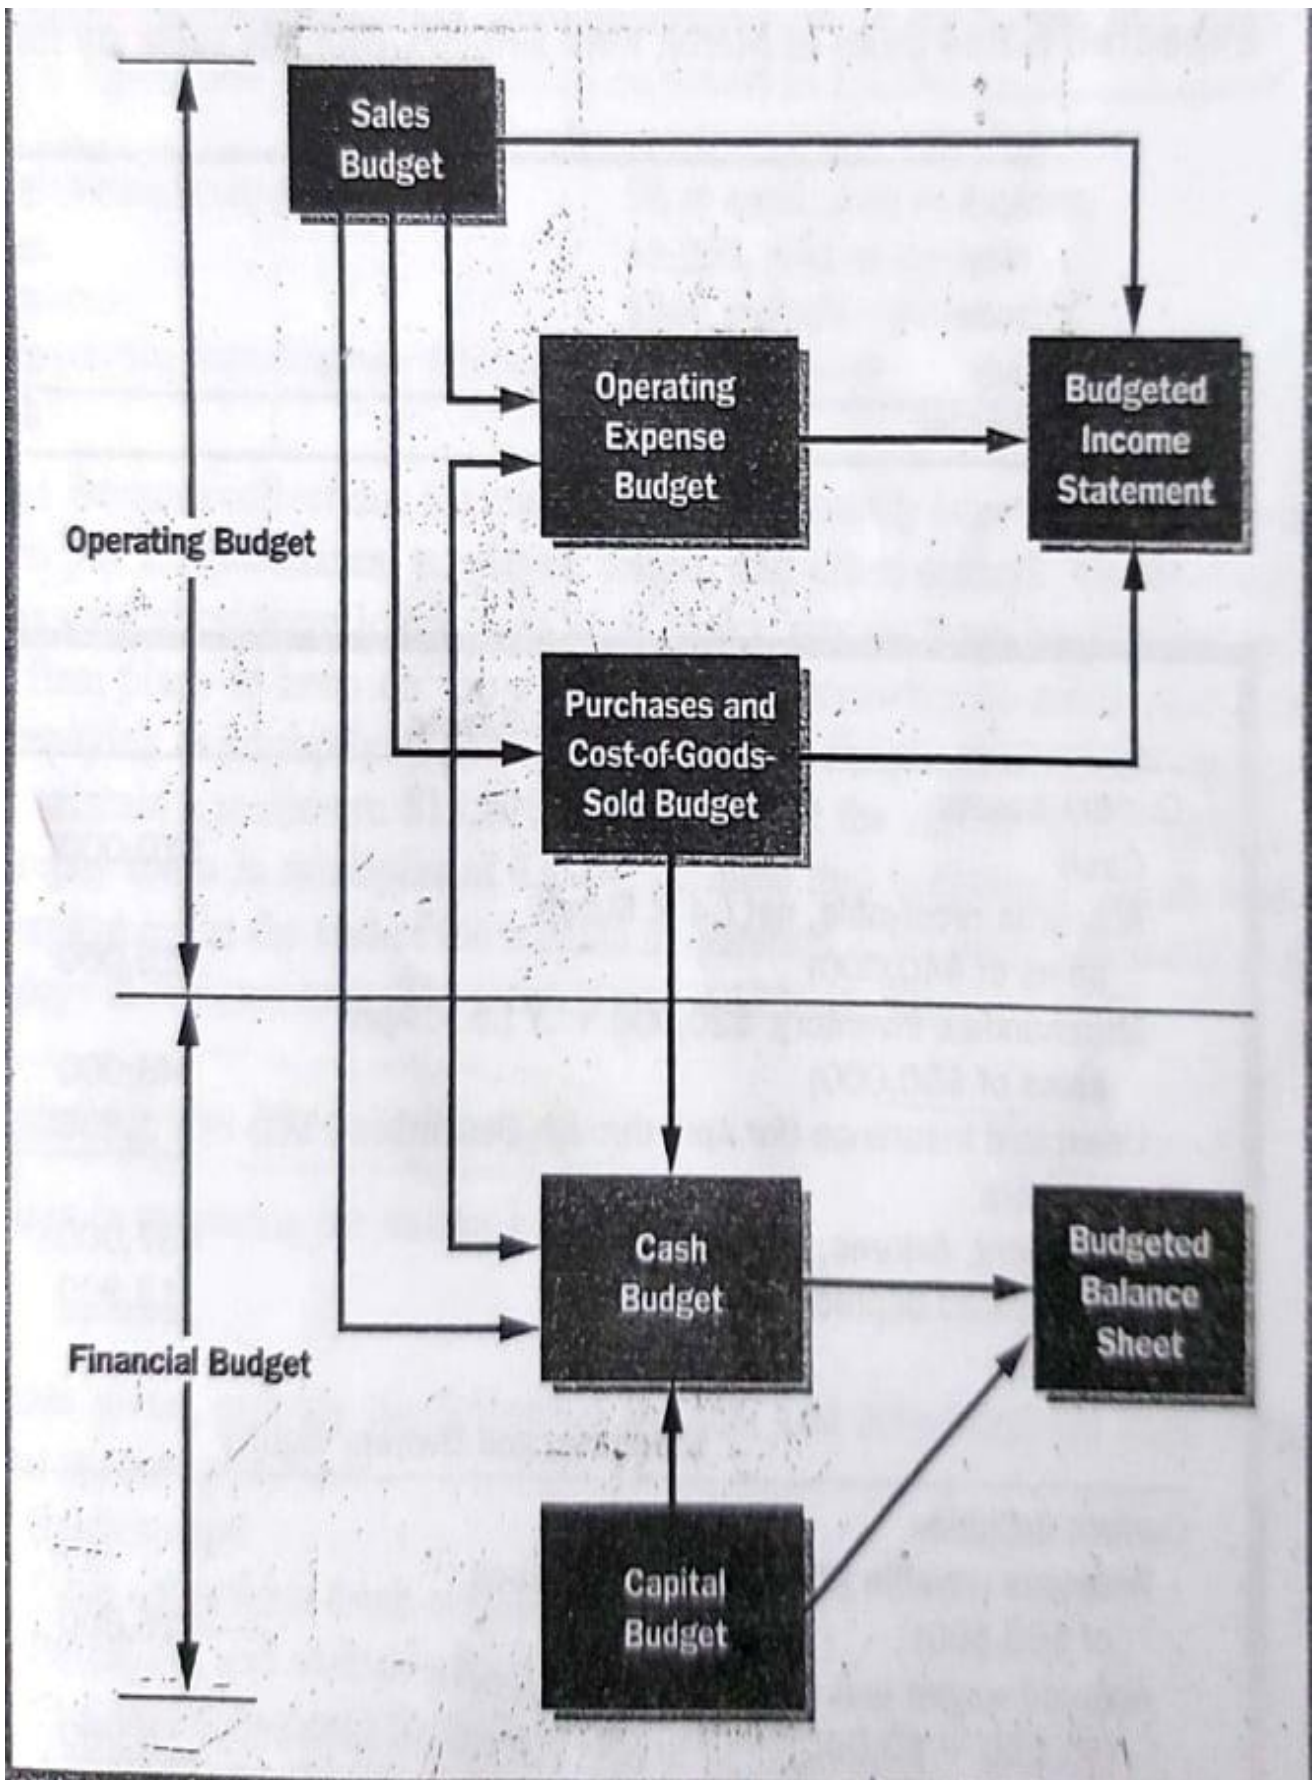 Sales
Budget
Operating
Expense
Budget
Budgeted
Income
Statement
Operating Budget
Purchases and
Cost-of-Goods-
Sold Budget
Cash
Budget
Budgeted
Balance
Sheet
Financial Budget
Capital
Budget